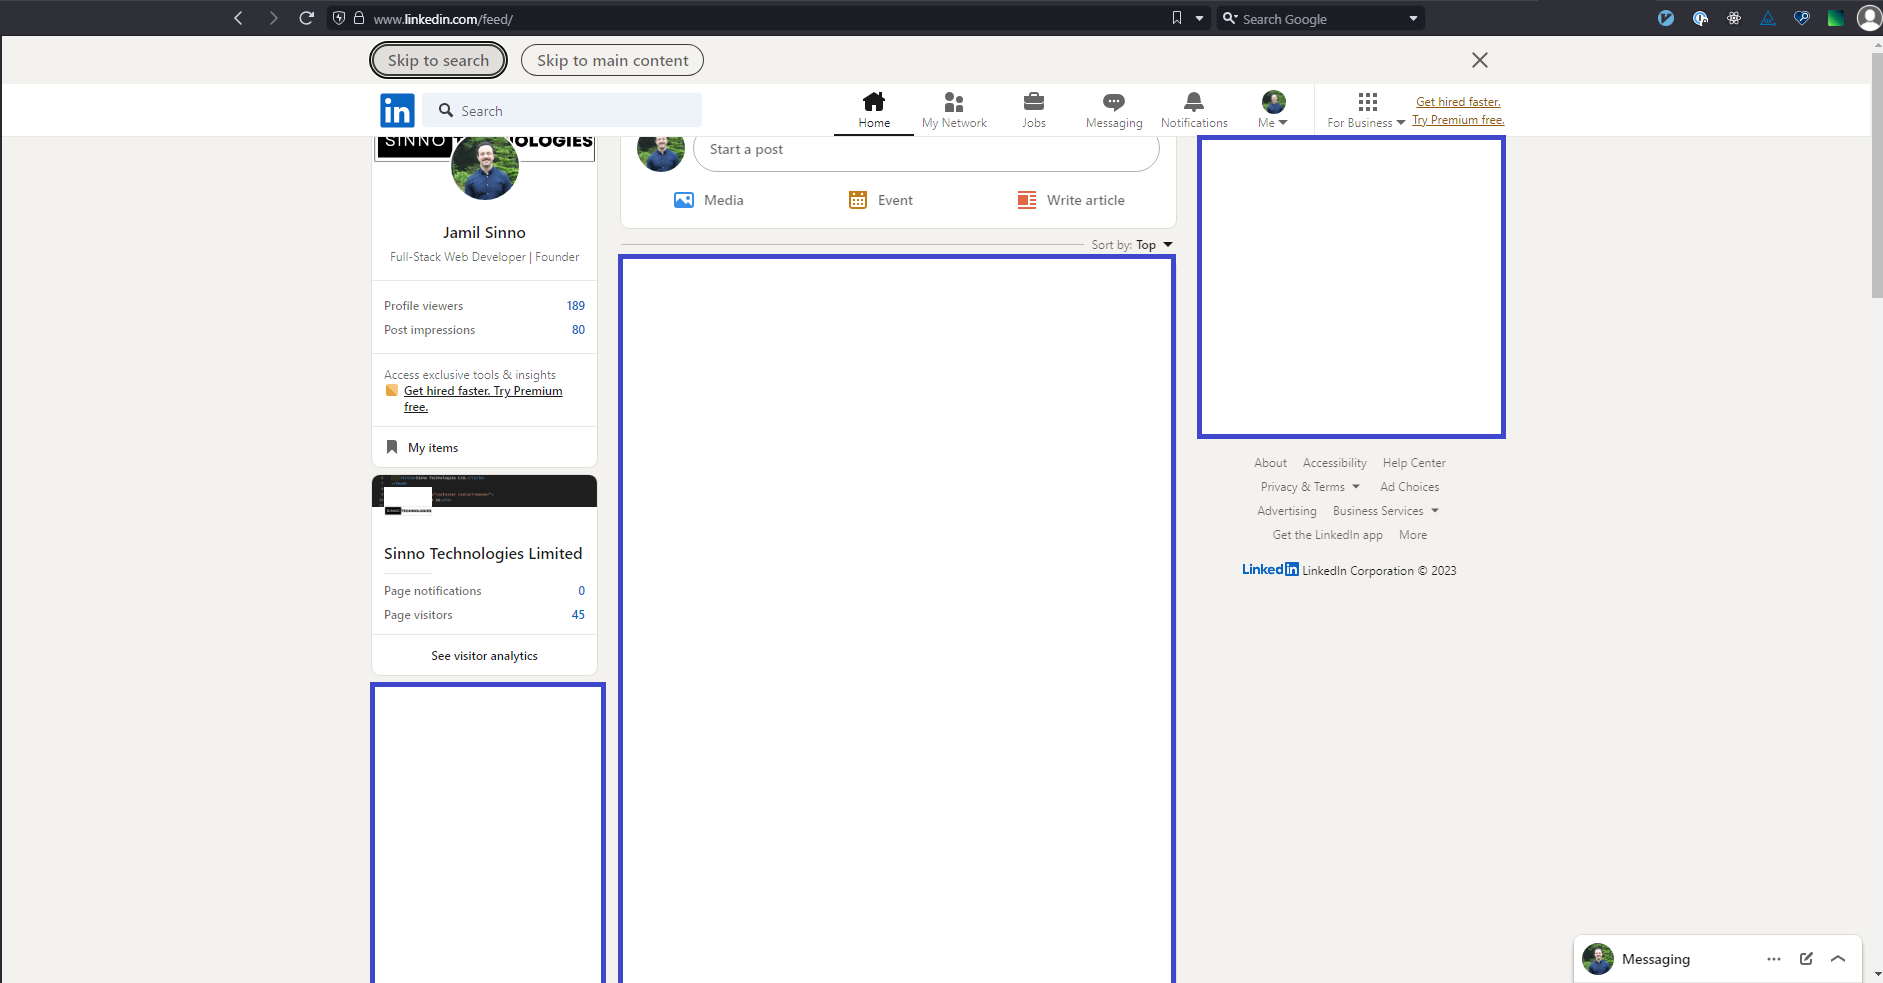 www.linkedin.com/feed/
Search Google
Skip to search
Skip to main content
in
Search
Home
My Network
Jobs
Messaging
Notifications
Me
For Business
Get hired faster.
Try Premium free.
SINNO
Jamil Sinno
Full-Stack Web Developer | Founder
Profile viewers 189
Post impressions 80
Access exclusive tools & insights
Get hired faster. Try Premium
free.
My items
SINNO TECHNOLOGIES
Sinno Technologies Limited
Page notifications 0
Page visitors 45
See visitor analytics
Start a post
Media
Event
Write article
Sort by: Top
About Accessibility Help Center
Privacy & Terms Ad Choices
Advertising Business Services
Get the LinkedIn app More
LinkedIn LinkedIn Corporation © 2023
Messaging